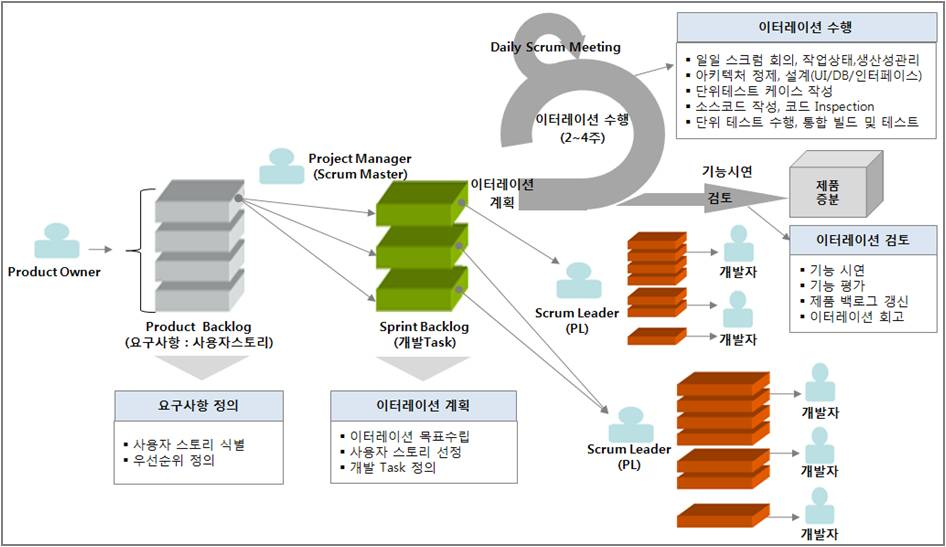 Daily Scrum Meeting
이터레이션 수행
(2~4주)
이터레이션 수행
▪ 일일 스크럼 회의, 작업상태,생산성관리
▪ 아키텍처 정제, 설계(UI/DB/인터페이스)
▪ 단위테스트 케이스 작성
▪ 소스코드 작성, 코드 Inspection
▪ 단위 테스트 수행, 통합 빌드 및 테스트
Project Manager
(Scrum Master)
이터레이션
계획
기능시연
검토
제품
증분
Product Owner
이터레이션 검토
▪ 기능 시연
▪ 기능 평가
▪ 제품 백로그 갱신
▪ 이터레이션 회고
개발자
개발자
Scrum Leader
(PL)
Product Backlog
(요구사항 : 사용자스토리)
Sprint Backlog
(개발Task)
요구사항 정의
▪ 사용자 스토리 식별
▪ 우선순위 정의
이터레이션 계획
▪ 이터레이션 목표수립
▪ 사용자 스토리 선정
▪ 개발 Task 정의
Scrum Leader
(PL)
개발자
개발자
개발자